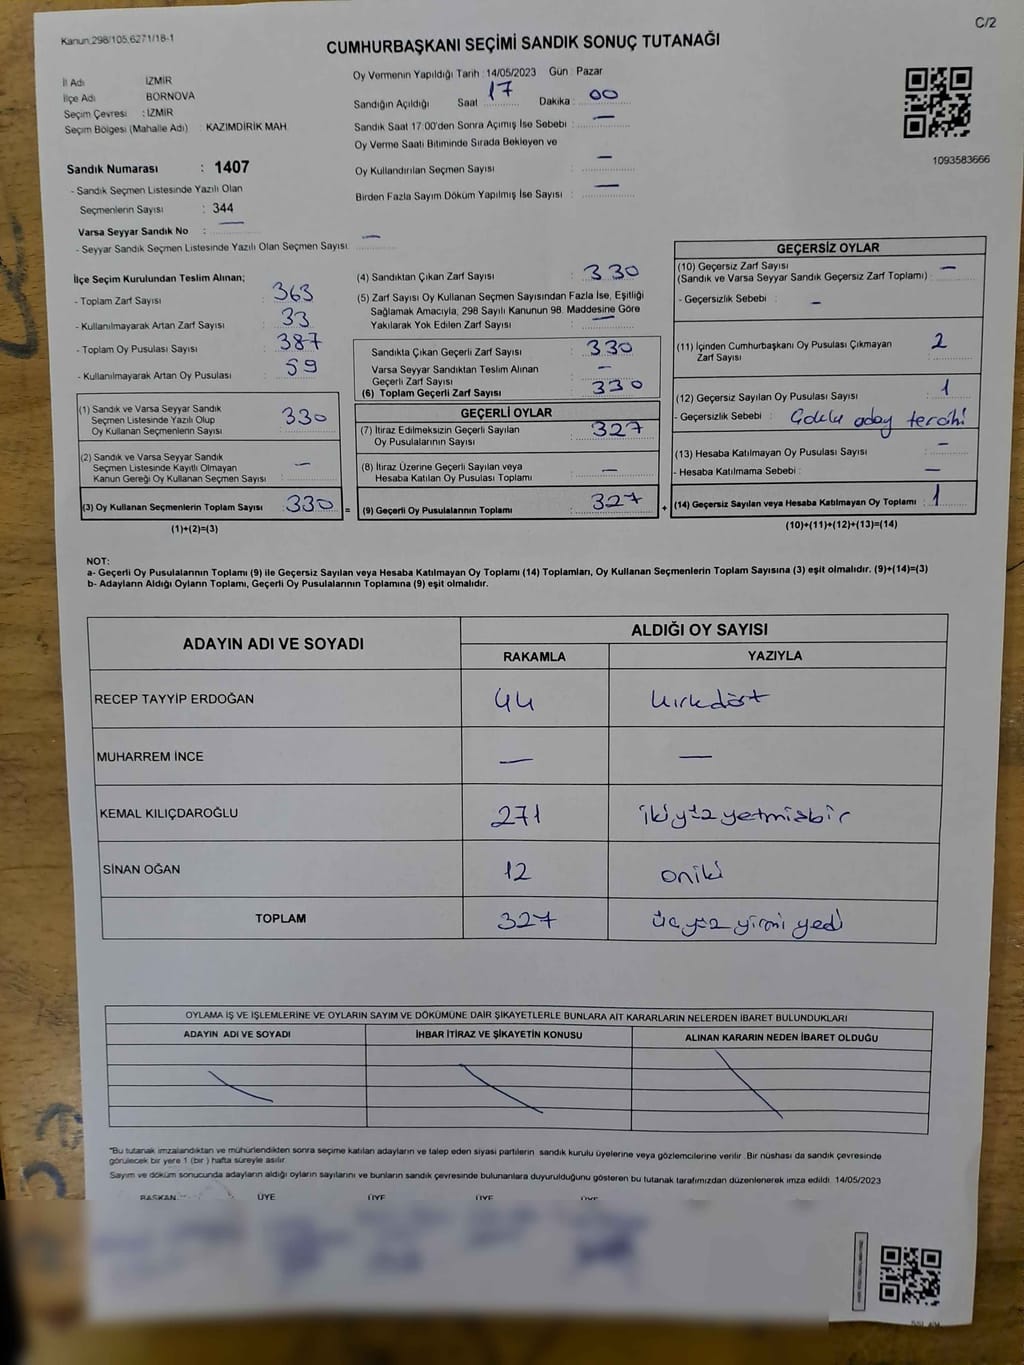 C/2
Kanun:298/105,6271/18-1
CUMHURBAŞKANI SEÇİMİ SANDIK SONUÇ TUTANAĞI
İl Adı İZMİR
İlçe Adı BORNOVA
Seçim Çevresi : İZMİR
Seçim Bölgesi (Mahalle Adı) : KAZIMDİRİK MAH.
Sandık Numarası : 1407
- Sandık Seçmen Listesinde Yazılı Olan
Seçmenlerin Sayısı : 344
Varsa Seyyar Sandık No : —
- Seyyar Sandık Seçmen Listesinde Yazılı Olan Seçmen Sayısı: —
Oy Vermenin Yapıldığı Tarih : 14/05/2023 Gün : Pazar
Sandığın Açıldığı Saat : 17 Dakika : 00
Sandık Saat 17:00'den Sonra Açımış İse Sebebi : —
Oy Verme Saati Bitiminde Sırada Bekleyen ve
Oy Kullandırılan Seçmen Sayısı : —
Birden Fazla Sayım Döküm Yapılmış İse Sayısı : —
1093583666
İlçe Seçim Kurulundan Teslim Alınan;
- Toplam Zarf Sayısı : 363
- Kullanılmayarak Artan Zarf Sayısı : 33
- Toplam Oy Pusulası Sayısı : 387
- Kullanılmayarak Artan Oy Pusulası : 59
(1) Sandık ve Varsa Seyyar Sandık
Seçmen Listesinde Yazılı Olup
Oy Kullanan Seçmenlerin Sayısı : 330
(2) Sandık ve Varsa Seyyar Sandık
Seçmen Listesinde Kayıtlı Olmayan
Kanun Gereği Oy Kullanan Seçmen Sayısı : —
(3) Oy Kullanan Seçmenlerin Toplam Sayısı : 330 =
(1)+(2)=(3)
(4) Sandıktan Çıkan Zarf Sayısı : 330
(5) Zarf Sayısı Oy Kullanan Seçmen Sayısından Fazla İse, Eşitliği
Sağlamak Amacıyla, 298 Sayılı Kanunun 98. Maddesine Göre
Yakılarak Yok Edilen Zarf Sayısı : —
Sandıkta Çıkan Geçerli Zarf Sayısı : 330
Varsa Seyyar Sandıktan Teslim Alınan
Geçerli Zarf Sayısı : —
(6) Toplam Geçerli Zarf Sayısı : 330
GEÇERLİ OYLAR
(7) İtiraz Edilmeksizin Geçerli Sayılan
Oy Pusulalarının Sayısı : 327
(8) İtiraz Üzerine Geçerli Sayılan veya
Hesaba Katılan Oy Pusulası Toplamı : —
(9) Geçerli Oy Pusulalarının Toplamı : 327 +
GEÇERSİZ OYLAR
(10) Geçersiz Zarf Sayısı
(Sandık ve Varsa Seyyar Sandık Geçersiz Zarf Toplamı) : —
- Geçersizlik Sebebi : —
(11) İçinden Cumhurbaşkanı Oy Pusulası Çıkmayan
Zarf Sayısı : 2
(12) Geçersiz Sayılan Oy Pusulası Sayısı : 1
- Geçersizlik Sebebi : Çoklu aday tercihi
(13) Hesaba Katılmayan Oy Pusulası Sayısı : —
- Hesaba Katılmama Sebebi : —
(14) Geçersiz Sayılan veya Hesaba Katılmayan Oy Toplamı : 1
(10)+(11)+(12)+(13)=(14)
NOT:
a- Geçerli Oy Pusulalarının Toplamı (9) ile Geçersiz Sayılan veya Hesaba Katılmayan Oy Toplamı (14) Toplamları, Oy Kullanan Seçmenlerin Toplam Sayısına (3) eşit olmalıdır. (9)+(14)=(3)
b- Adayların Aldığı Oyların Toplamı, Geçerli Oy Pusulalarının Toplamına (9) eşit olmalıdır.
ADAYIN ADI VE SOYADI ALDIĞI OY SAYISI
RAKAMLA YAZIYLA
RECEP TAYYİP ERDOĞAN 44 kırkdört
MUHARREM İNCE — —
KEMAL KILIÇDAROĞLU 271 ikiyüzyetmişbir
SİNAN OĞAN 12 oniki
TOPLAM 327 üçyüzyirmiyedi
OYLAMA İŞ VE İŞLEMLERİNE VE OYLARIN SAYIM VE DÖKÜMÜNE DAİR ŞİKAYETLERLE BUNLARA AİT KARARLARIN NELERDEN İBARET BULUNDUKLARI
ADAYIN ADI VE SOYADI İHBAR İTİRAZ VE ŞİKAYETİN KONUSU ALINAN KARARIN NEDEN İBARET OLDUĞU
"Bu tutanak imzalandıktan ve mühürlendikten sonra seçime katılan adayların ve talep eden siyasi partilerin sandık kurulu üyelerine veya gözlemcilerine verilir. Bir nüshası da sandık çevresinde
görülecek bir yere 1 (bir ) hafta süreyle asılır.
Sayım ve döküm sonucunda adayların aldığı oyların sayılarını ve bunların sandık çevresinde bulunanlara duyurulduğunu gösteren bu tutanak tarafımızdan düzenlenerek imza edildi. 14/05/2023
BAŞKAN ÜYE ÜYE ÜYE ÜYE